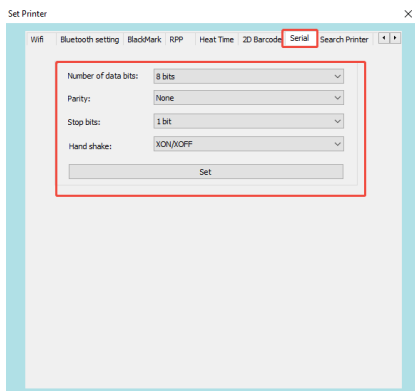 Set Printer
Wifi Bluetooth setting BlackMark RPP Heat Time 2D Barcode Serial Search Printer
Number of data bits: 8 bits
Parity: None
Stop bits: 1 bit
Hand shake: XON/XOFF
Set